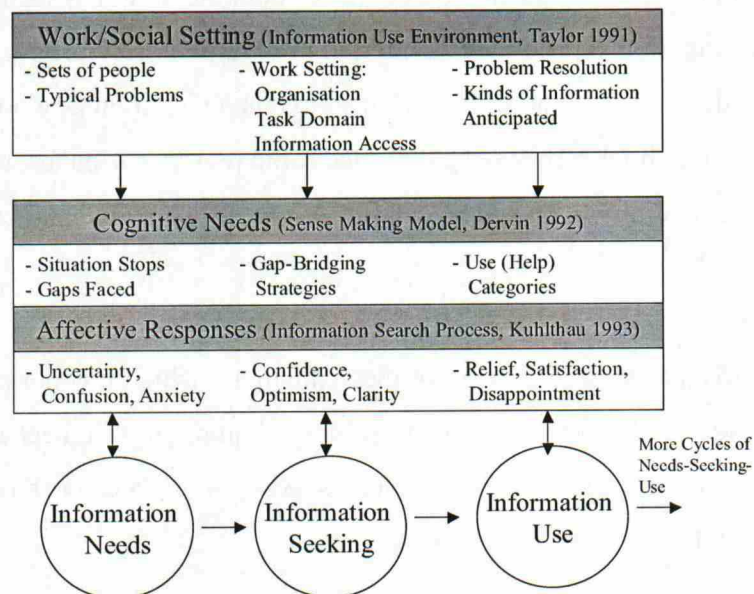 Work/Social Setting (Information Use Environment, Taylor 1991)
- Sets of people
- Typical Problems
- Work Setting:
Organisation
Task Domain
Information Access
- Problem Resolution
- Kinds of Information
Anticipated
Cognitive Needs (Sense Making Model, Dervin 1992)
- Situation Stops
- Gaps Faced
- Gap-Bridging
Strategies
- Use (Help)
Categories
Affective Responses (Information Search Process, Kuhlthau 1993)
- Uncertainty,
Confusion, Anxiety
- Confidence,
Optimism, Clarity
- Relief, Satisfaction,
Disappointment
Information
Needs
Information
Seeking
Information
Use
More Cycles of
Needs-Seeking-
Use